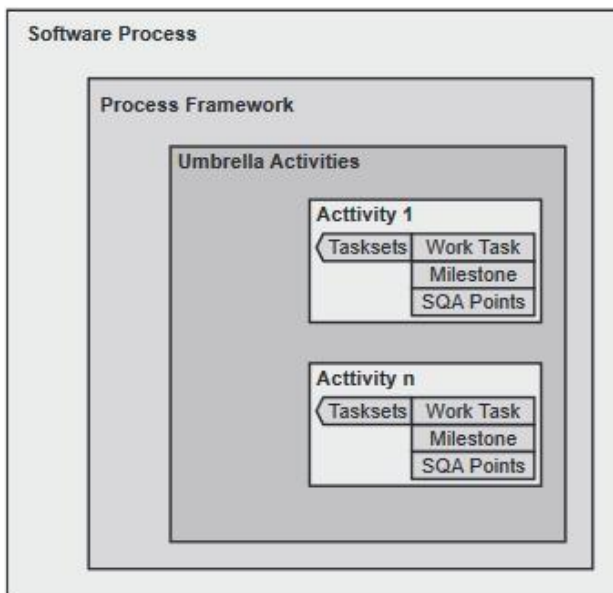 Software Process
Process Framework
Umbrella Activities
Acttivity 1
Tasksets Work Task
Milestone
SQA Points
Acttivity n
Tasksets Work Task
Milestone
SQA Points